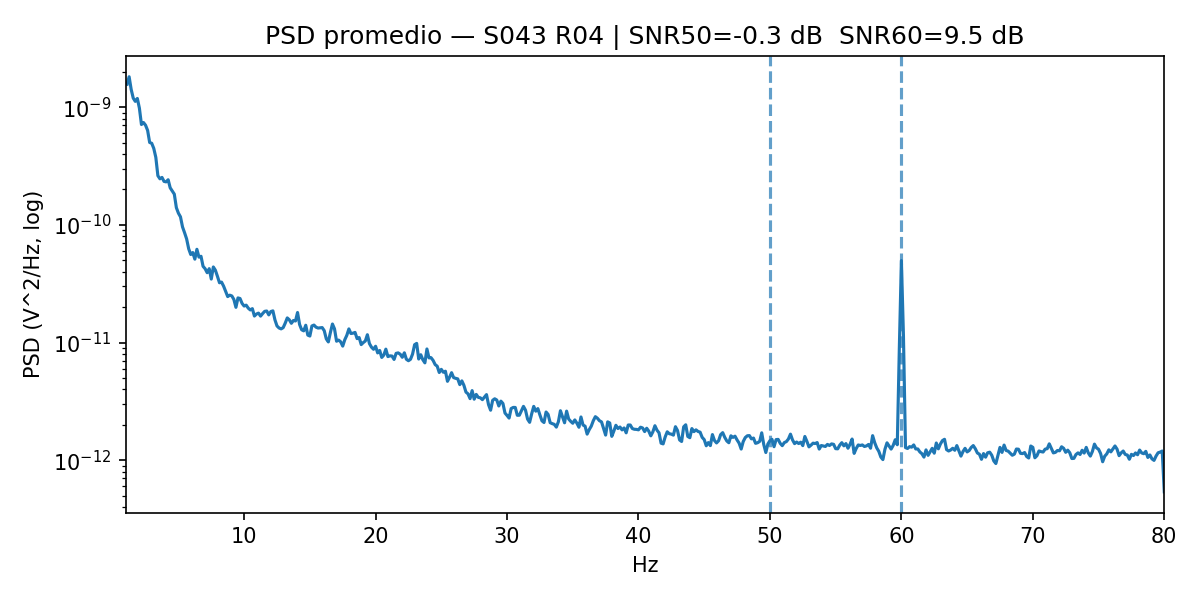 PSD promedio — S043 R04 | SNR50=-0.3 dB  SNR60=9.5 dB
PSD (V^2/Hz, log)
10⁻⁹
10⁻¹⁰
10⁻¹¹
10⁻¹²
10 20 30 40 50 60 70 80
Hz